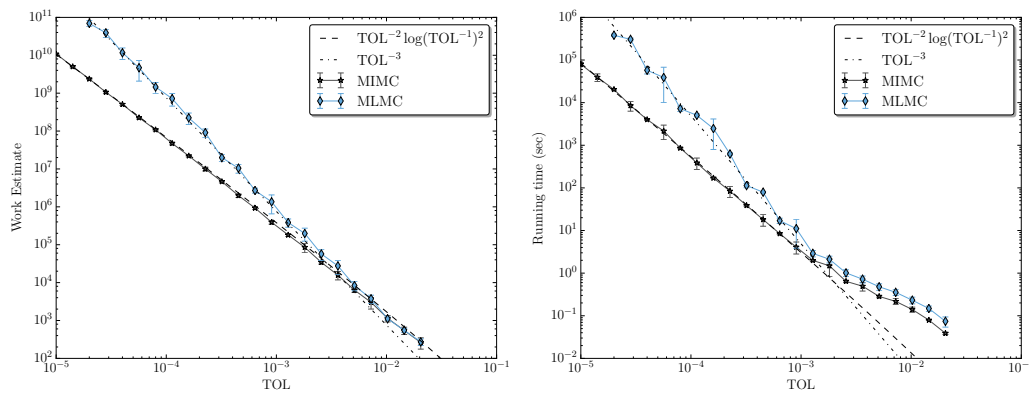 10^11
10^10
10^9
10^8
10^7
10^6
10^5
10^4
10^3
10^2
Work Estimate
10^−5
10^−4
10^−3
10^−2
10^−1
TOL
TOL^−2 log(TOL^−1)^2
TOL^−3
MIMC
MLMC
10^6
10^5
10^4
10^3
10^2
10^1
10^0
10^−1
10^−2
Running time (sec)
10^−5
10^−4
10^−3
10^−2
10^−
TOL
TOL^−2 log(TOL^−1)^2
TOL^−3
MIMC
MLMC